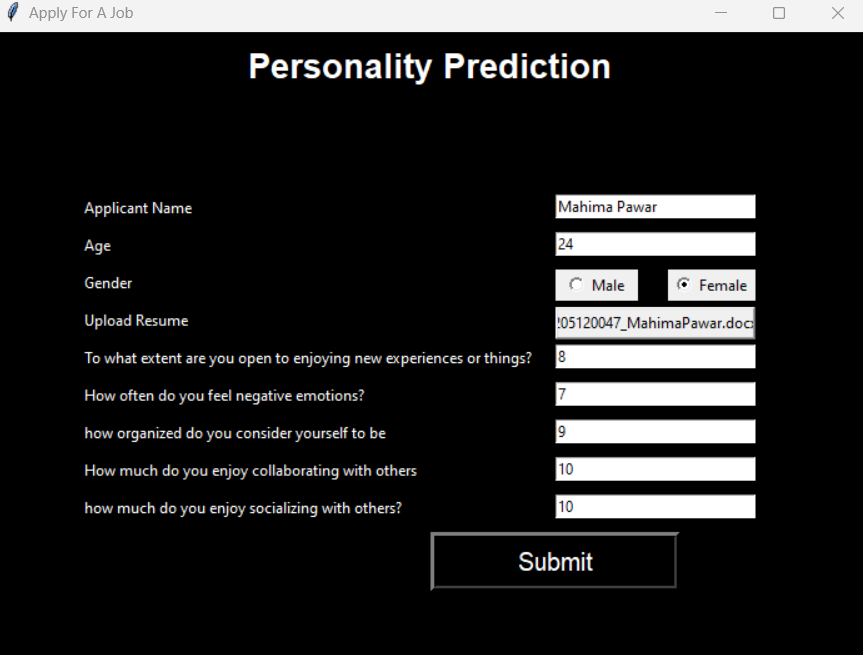 Apply For A Job
Personality Prediction
Applicant Name Mahima Pawar
Age 24
Gender Male Female
Upload Resume 205120047_MahimaPawar.docx
To what extent are you open to enjoying new experiences or things? 8
How often do you feel negative emotions? 7
how organized do you consider yourself to be 9
How much do you enjoy collaborating with others 10
how much do you enjoy socializing with others? 10
Submit